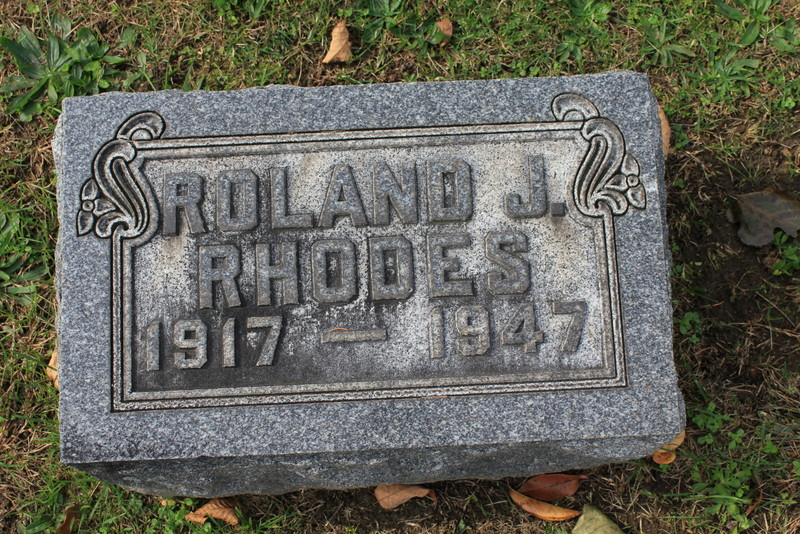 ROLAND J.
RHODES
1917 — 1947